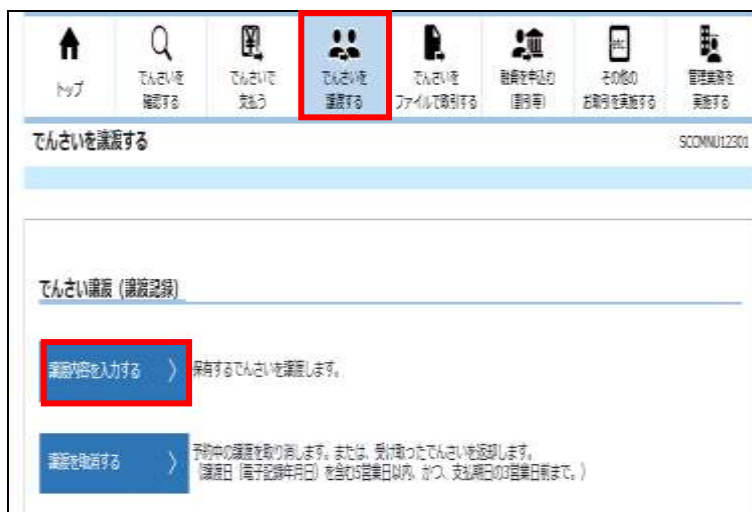 トップ
でんさいを
確認する
でんさいで
支払う
でんさいを
譲渡する
でんさいを
ファイルで取引する
融資を申込む
(割引等)
etc.
その他の
お取引を実施する
管理業務を
実施する
でんさいを譲渡する
SCCMNU12301
でんさい譲渡 (譲渡記録)
譲渡内容を入力する 〉 保有するでんさいを譲渡します。
譲渡を取消する 〉 予約中の譲渡を取り消します。または、受け取ったでんさいを返却します。
(譲渡日 [電子記録年月日] を含む5営業日以内、かつ、支払期日の3営業日前まで。)